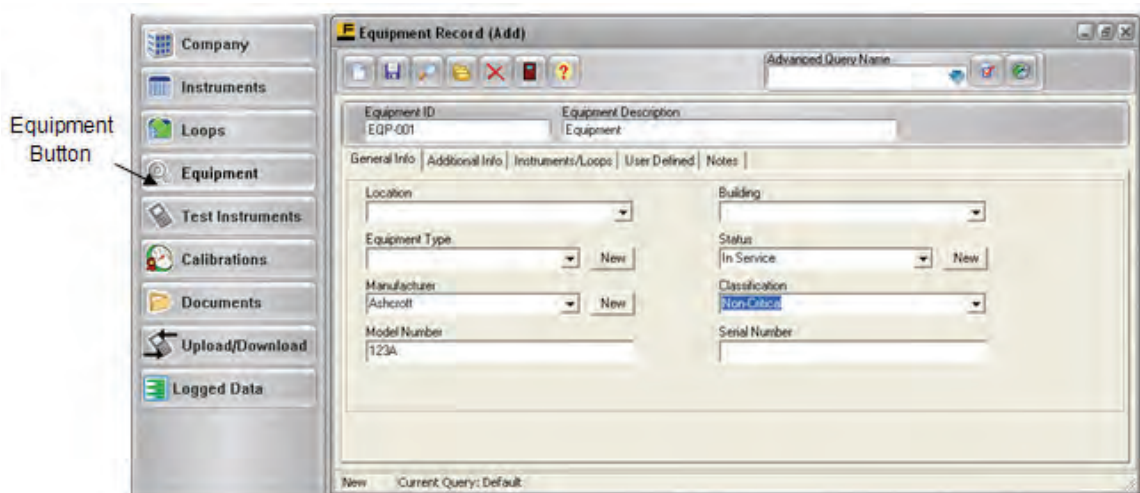 Equipment
Button
Company
Instruments
Loops
Equipment
Test Instruments
Calibrations
Documents
Upload/Download
Logged Data
F Equipment Record (Add)
?
Advanced Query Name
Equipment ID Equipment Description
EQP-001 Equipment
General Info Additional Info Instruments/Loops User Defined Notes
Location Building
Equipment Type Status
New In Service New
Manufacturer Classification
Ashcroft New Non-Critical
Model Number Serial Number
123A
New Current Query: Default